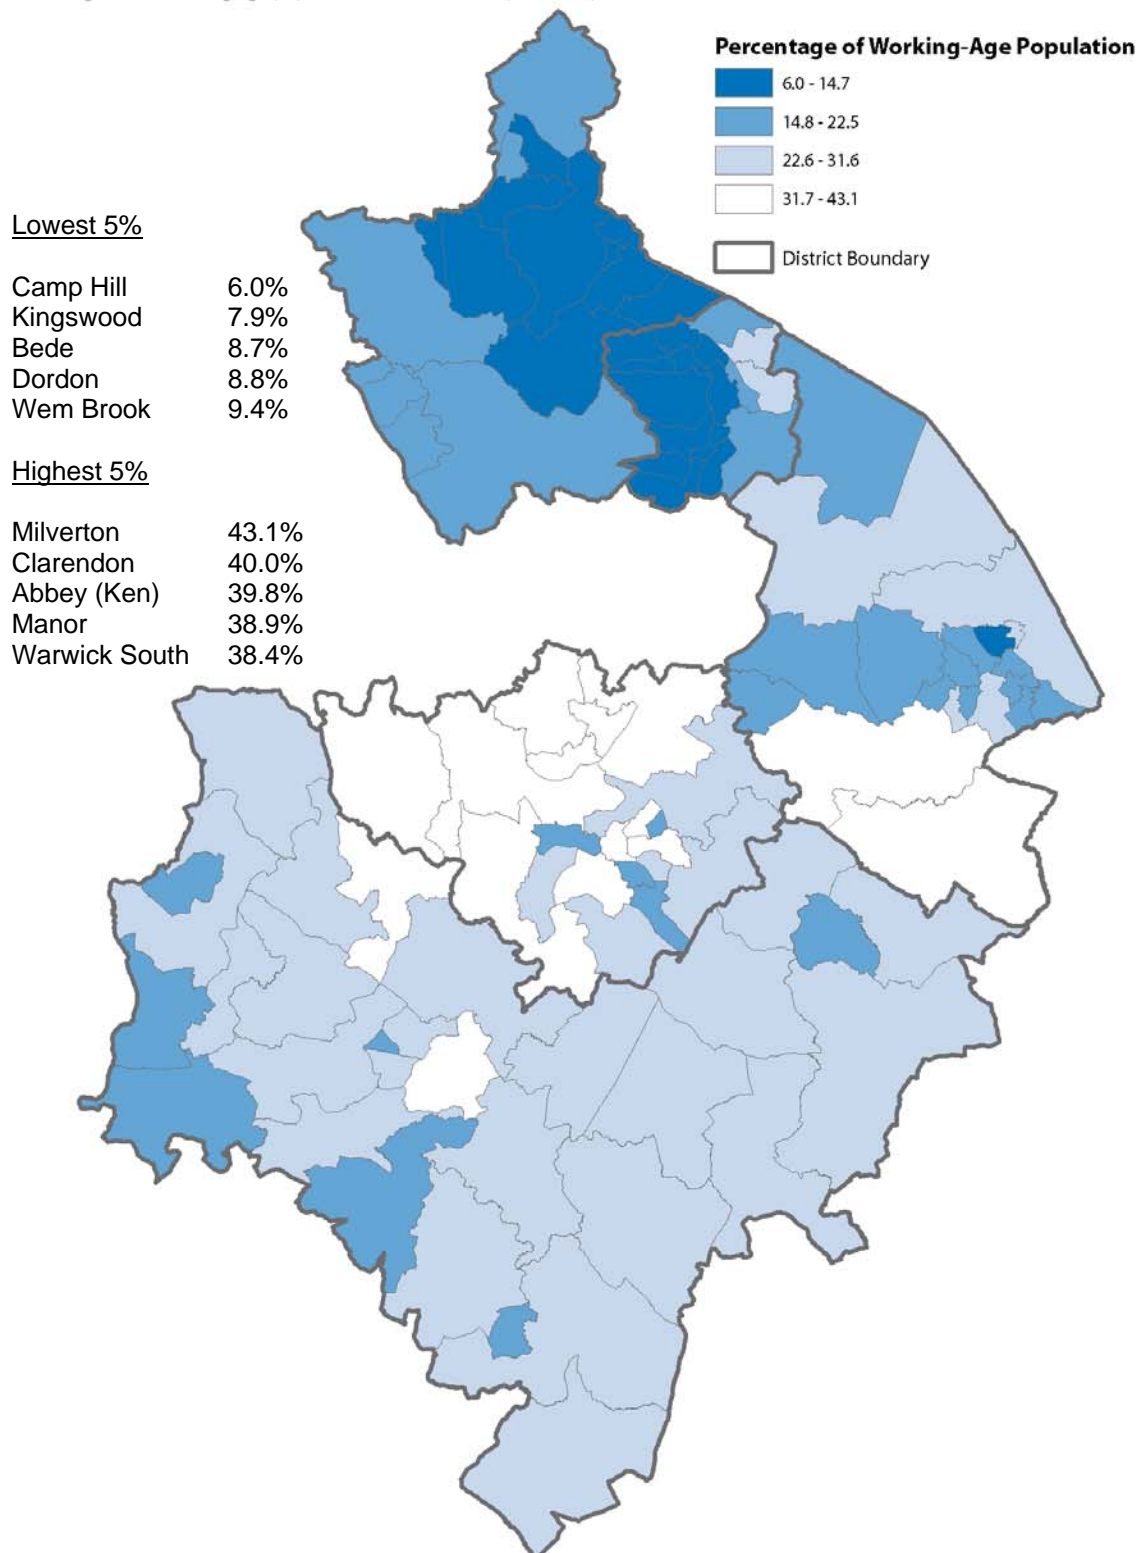 Percentage of Working-Age Population
6.0 - 14.7
14.8 - 22.5
22.6 - 31.6
31.7 - 43.1
District Boundary
Lowest 5%
Camp Hill 6.0%
Kingswood 7.9%
Bede 8.7%
Dordon 8.8%
Wem Brook 9.4%
Highest 5%
Milverton 43.1%
Clarendon 40.0%
Abbey (Ken) 39.8%
Manor 38.9%
Warwick South 38.4%